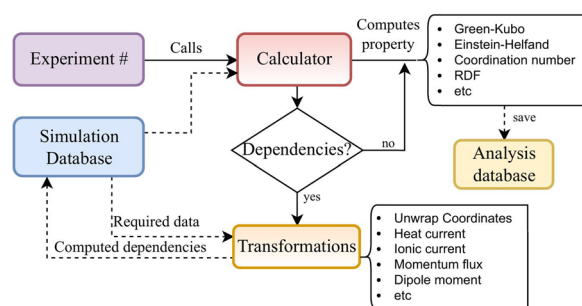 Experiment #
Calls
Calculator
Computes
property
• Green-Kubo
• Einstein-Helfand
• Coordination number
• RDF
• etc
save
Analysis
database
Simulation
Database
Dependencies?
no
yes
Required data
Computed dependencies
Transformations
• Unwrap Coordinates
• Heat current
• Ionic current
• Momentum flux
• Dipole moment
• etc